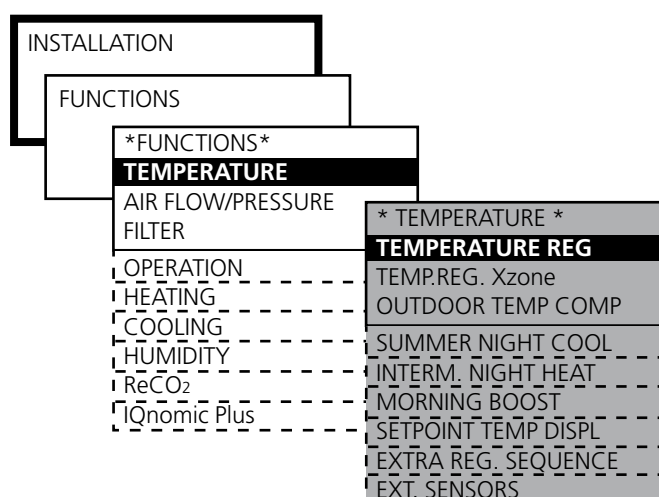 INSTALLATION
FUNCTIONS
*FUNCTIONS*
TEMPERATURE
AIR FLOW/PRESSURE
FILTER
OPERATION
HEATING
COOLING
HUMIDITY
ReCO2
IQnomic Plus
* TEMPERATURE *
TEMPERATURE REG
TEMP.REG. Xzone
OUTDOOR TEMP COMP
SUMMER NIGHT COOL
INTERM. NIGHT HEAT
MORNING BOOST
SETPOINT TEMP DISPL
EXTRA REG. SEQUENCE
EXT. SENSORS